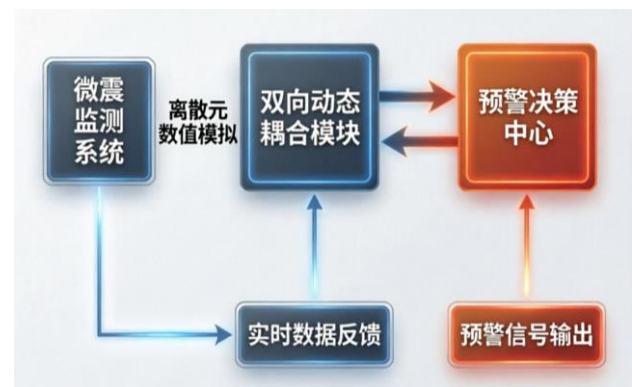 微震
监测
系统
离散元
数值模拟
双向动态
耦合模块
预警决策
中心
实时数据反馈
预警信号输出